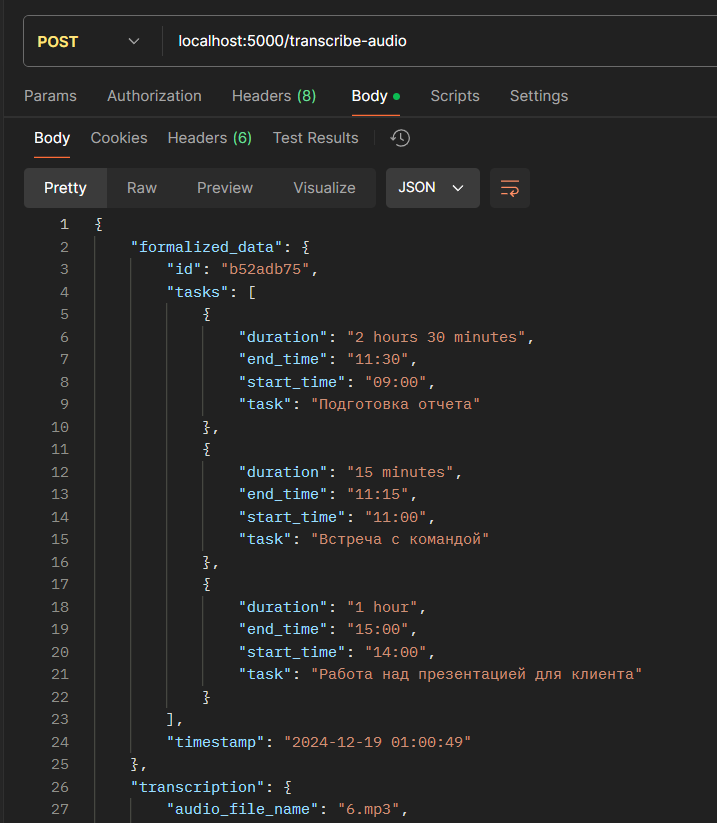 POST localhost:5000/transcribe-audio
Params Authorization Headers (8) Body Scripts Settings
Body Cookies Headers (6) Test Results
Pretty Raw Preview Visualize JSON
1 {
2 "formalized_data": {
3 "id": "b52adb75",
4 "tasks": [
5 {
6 "duration": "2 hours 30 minutes",
7 "end_time": "11:30",
8 "start_time": "09:00",
9 "task": "Подготовка отчета"
10 },
11 {
12 "duration": "15 minutes",
13 "end_time": "11:15",
14 "start_time": "11:00",
15 "task": "Встреча с командой"
16 },
17 {
18 "duration": "1 hour",
19 "end_time": "15:00",
20 "start_time": "14:00",
21 "task": "Работа над презентацией для клиента"
22 }
23 ],
24 "timestamp": "2024-12-19 01:00:49"
25 },
26 "transcription": {
27 "audio_file_name": "6.mp3",